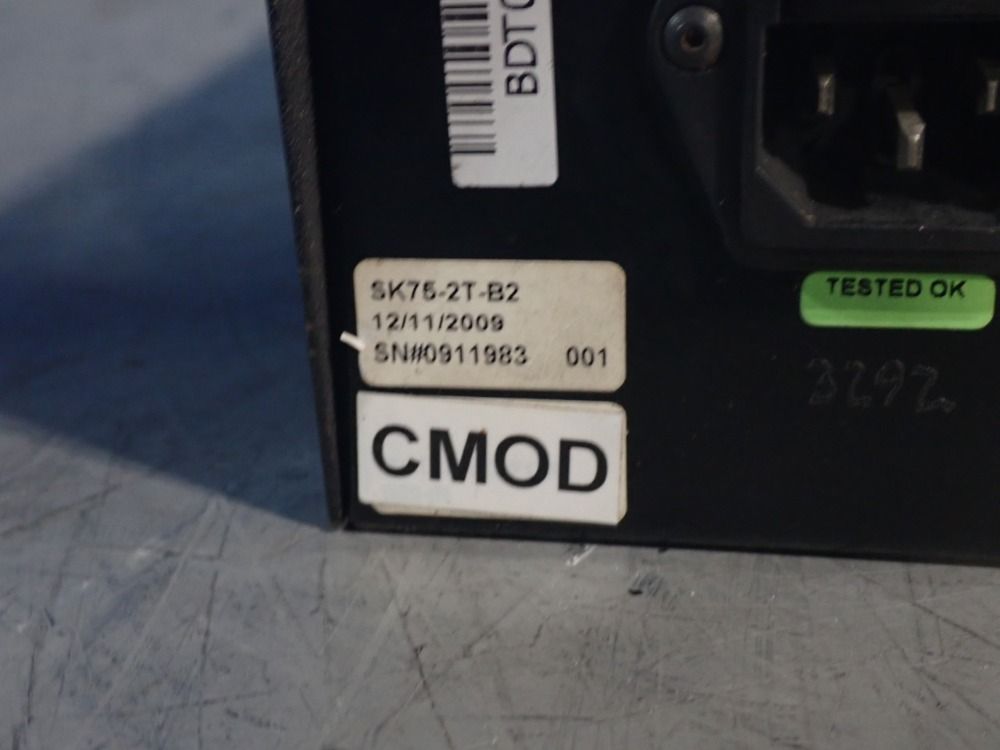 BDT
SK75-2T-B2
12/11/2009
SN#0911983 001
CMOD
TESTED OK
3292